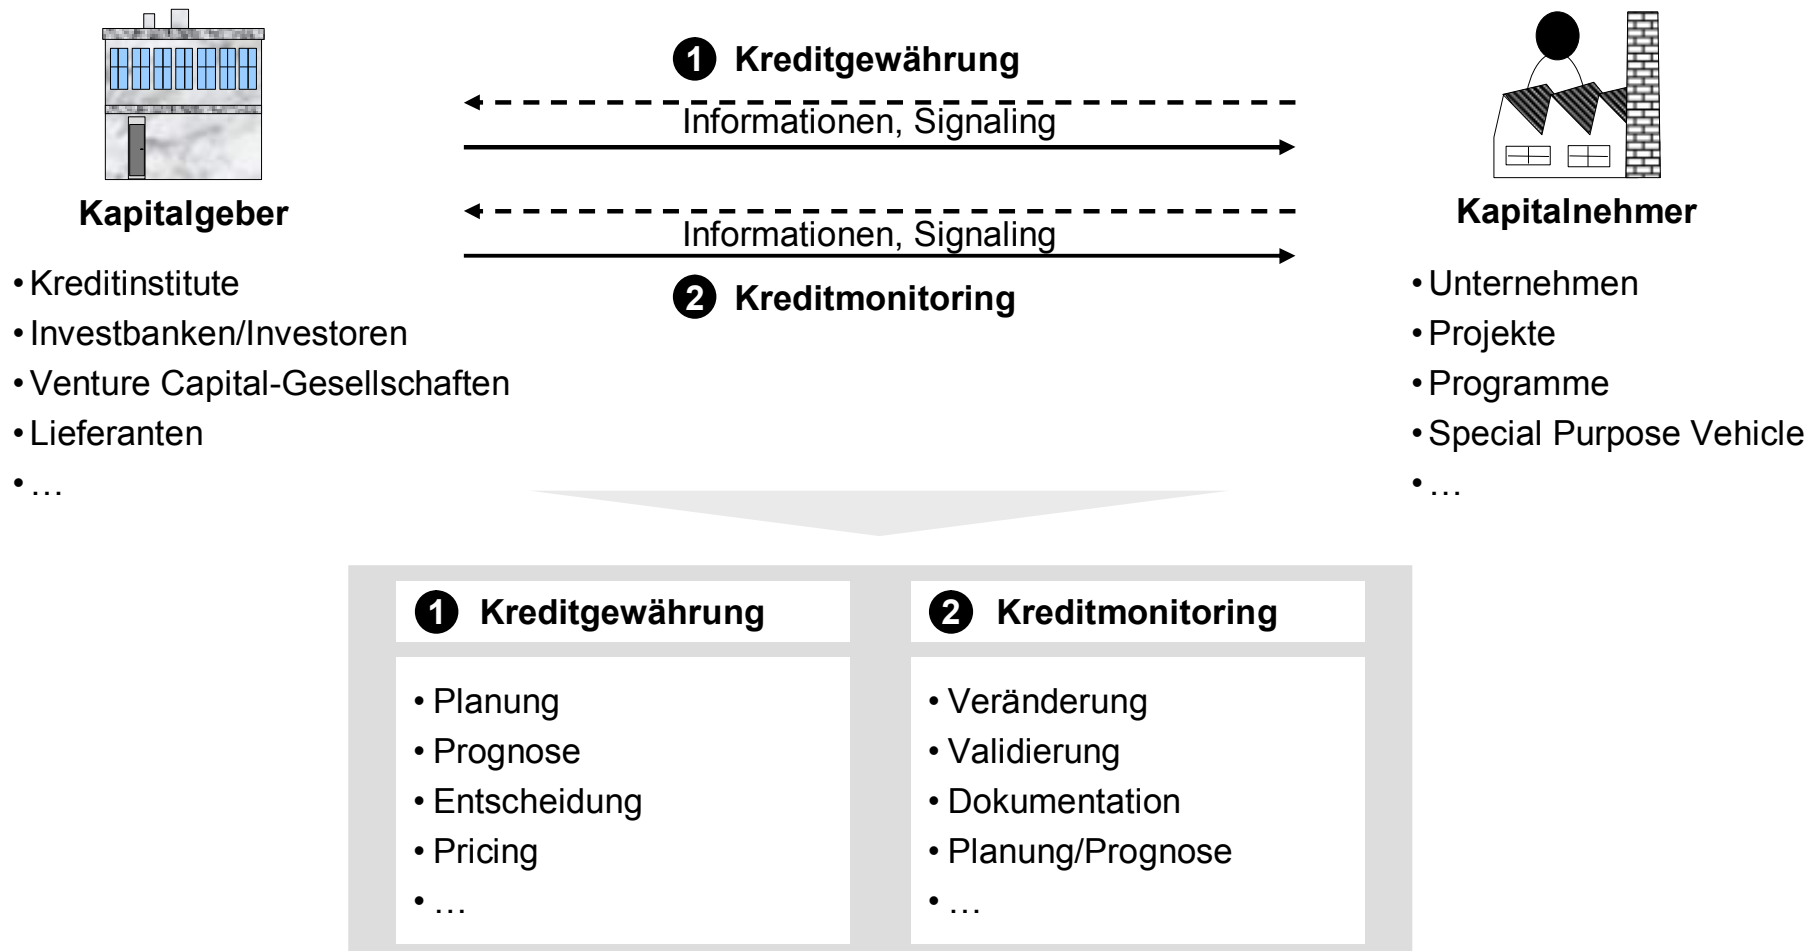 ❶ Kreditgewährung
Informationen, Signaling
Kapitalgeber
Informationen, Signaling
Kapitalnehmer
❷ Kreditmonitoring
• Kreditinstitute
• Investbanken/Investoren
• Venture Capital-Gesellschaften
• Lieferanten
• …
• Unternehmen
• Projekte
• Programme
• Special Purpose Vehicle
• …
❶ Kreditgewährung
• Planung
• Prognose
• Entscheidung
• Pricing
• …
❷ Kreditmonitoring
• Veränderung
• Validierung
• Dokumentation
• Planung/Prognose
• …